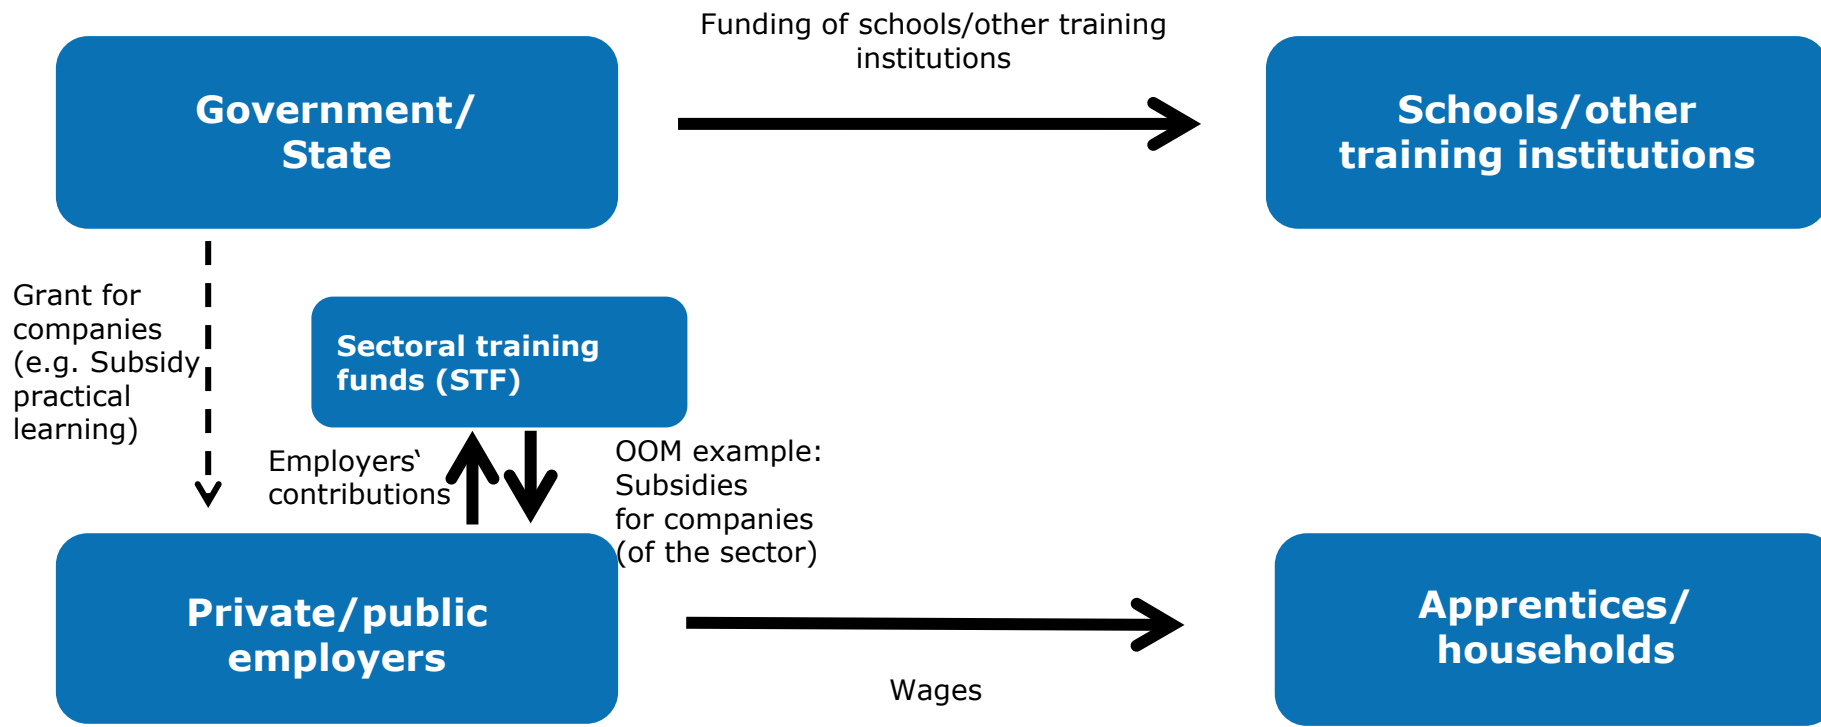 Funding of schools/other training
institutions
Government/
State
Schools/other
training institutions
Grant for
companies
(e.g. Subsidy
practical
learning)
Sectoral training
funds (STF)
Employers‘
contributions
OOM example:
Subsidies
for companies
(of the sector)
Private/public
employers
Wages
Apprentices/
households